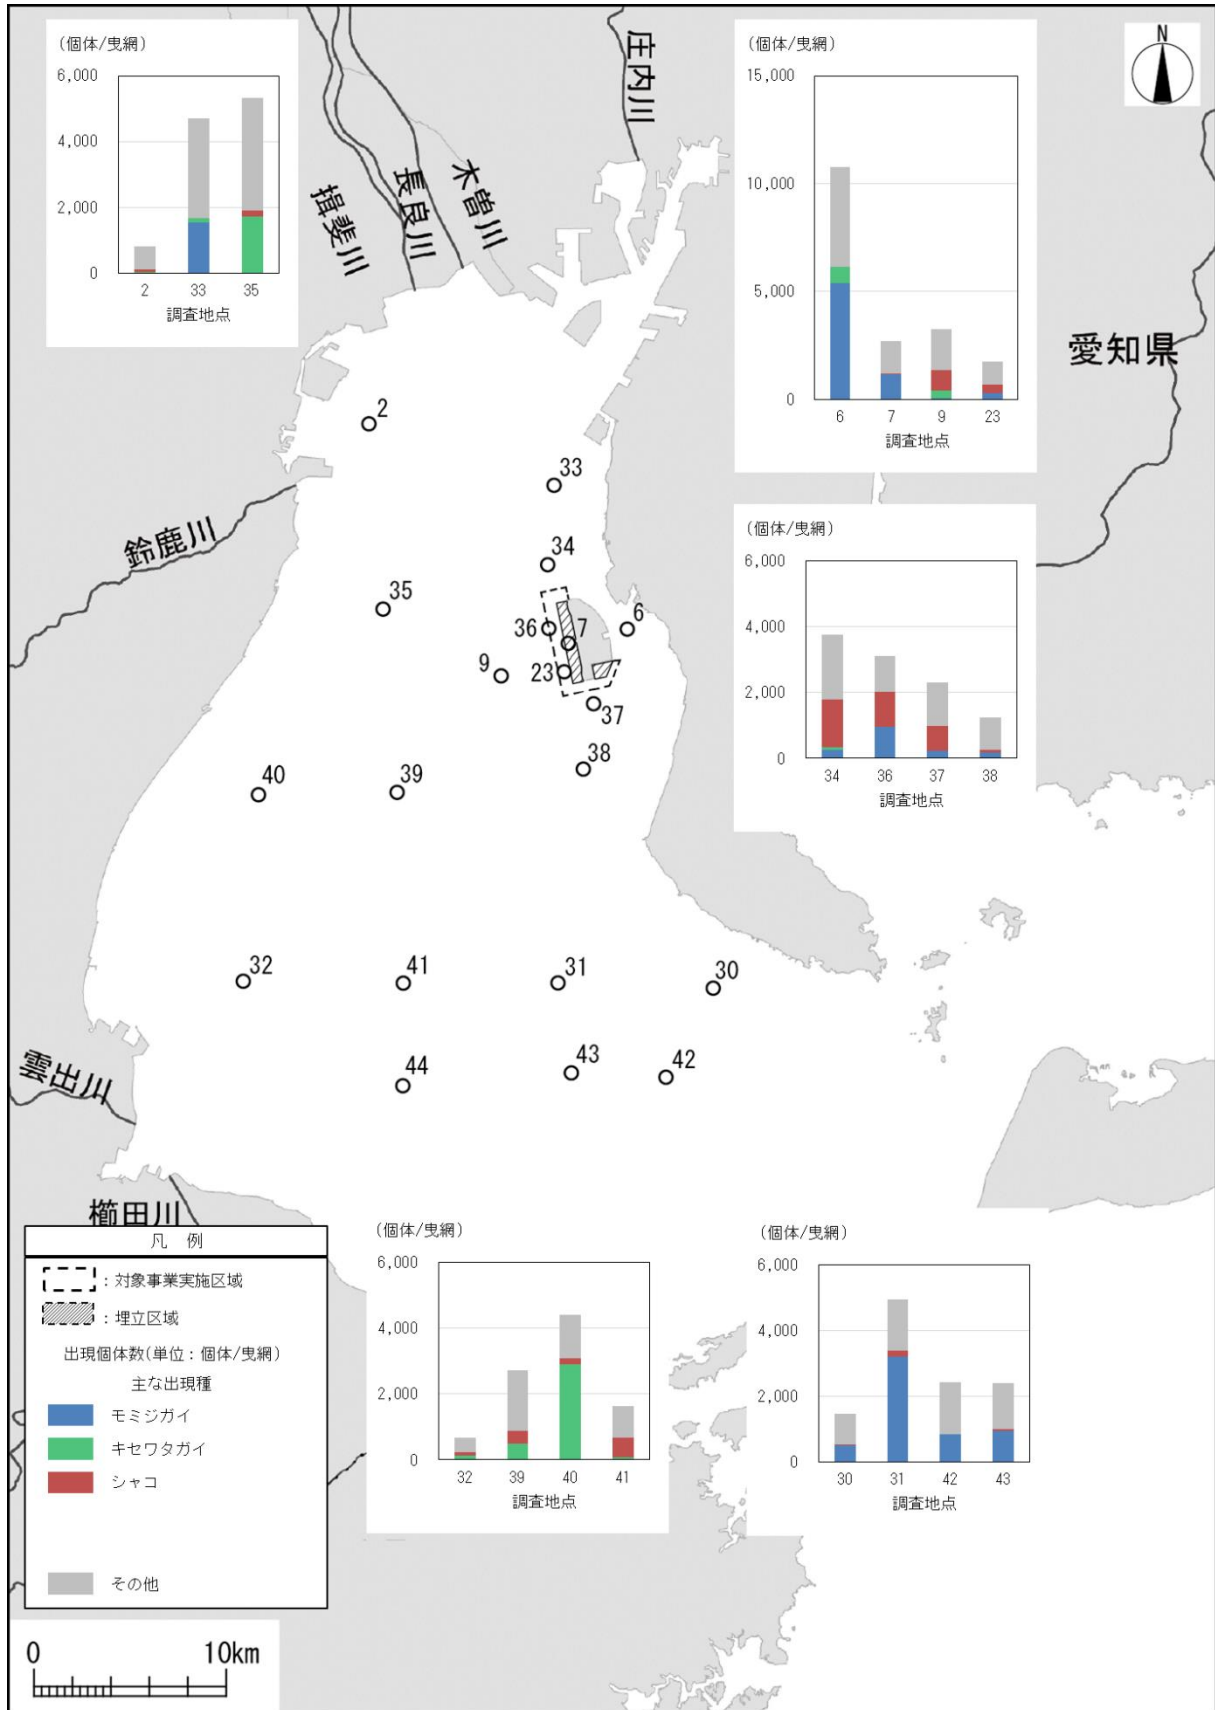 (個体/曳網)
6,000
4,000
2,000
0
2 33 35
調査地点
揖斐川
長良川
木曽川
庄内川
(個体/曳網)
15,000
10,000
5,000
0
6 7 9 23
調査地点
N
愛知県
(個体/曳網)
6,000
4,000
2,000
0
34 36 37 38
調査地点
鈴鹿川
2
33
34
35
36
7
6
9
23
37
38
40
39
32
41
31
30
44
43
42
雲出川
櫛田川
凡 例
:対象事業実施区域
:埋立区域
出現個体数(単位:個体/曳網)
主な出現種
モミジガイ
キセワタガイ
シャコ
その他
0 10km
(個体/曳網)
6,000
4,000
2,000
0
32 39 40 41
調査地点
(個体/曳網)
6,000
4,000
2,000
0
30 31 42 43
調査地点